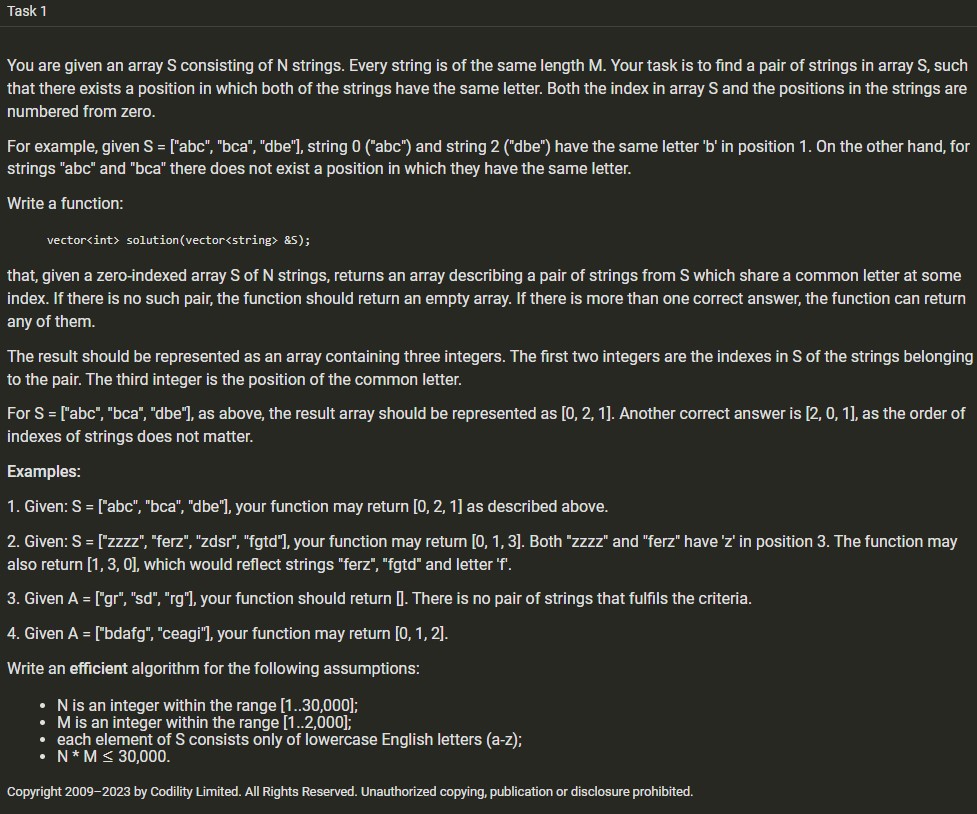 Task 1
You are given an array S consisting of N strings. Every string is of the same length M. Your task is to find a pair of strings in array S, such
that there exists a position in which both of the strings have the same letter. Both the index in array S and the positions in the strings are
numbered from zero.
For example, given S = ["abc", "bca", "dbe"], string 0 ("abc") and string 2 ("dbe") have the same letter 'b' in position 1. On the other hand, for
strings "abc" and "bca" there does not exist a position in which they have the same letter.
Write a function:
vector<int> solution(vector<string> &S);
that, given a zero-indexed array S of N strings, returns an array describing a pair of strings from S which share a common letter at some
index. If there is no such pair, the function should return an empty array. If there is more than one correct answer, the function can return
any of them.
The result should be represented as an array containing three integers. The first two integers are the indexes in S of the strings belonging
to the pair. The third integer is the position of the common letter.
For S = ["abc", "bca", "dbe"], as above, the result array should be represented as [0, 2, 1]. Another correct answer is [2, 0, 1], as the order of
indexes of strings does not matter.
Examples:
1. Given: S = ["abc", "bca", "dbe"], your function may return [0, 2, 1] as described above.
2. Given: S = ["zzzz", "ferz", "zdsr", "fgtd"], your function may return [0, 1, 3]. Both "zzzz" and "ferz" have 'z' in position 3. The function may
also return [1, 3, 0], which would reflect strings "ferz", "fgtd" and letter 'f'.
3. Given A = ["gr", "sd", "rg"], your function should return []. There is no pair of strings that fulfils the criteria.
4. Given A = ["bdafg", "ceagi"], your function may return [0, 1, 2].
Write an efficient algorithm for the following assumptions:
• N is an integer within the range [1..30,000];
• M is an integer within the range [1..2,000];
• each element of S consists only of lowercase English letters (a-z);
• N * M ≤ 30,000.
Copyright 2009–2023 by Codility Limited. All Rights Reserved. Unauthorized copying, publication or disclosure prohibited.